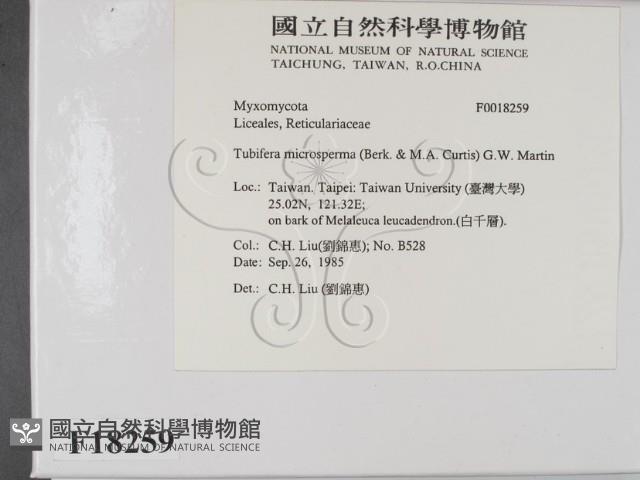 國立自然科學博物館
NATIONAL MUSEUM OF NATURAL SCIENCE
TAICHUNG, TAIWAN, R.O.CHINA
Myxomycota F0018259
Liceales, Reticulariaceae
Tubifera microsperma (Berk. & M.A. Curtis) G.W. Martin
Loc.: Taiwan. Taipei: Taiwan University (臺灣大學)
25.02N, 121.32E;
on bark of Melaleuca leucadendron.(白千層).
Col.: C.H. Liu(劉錦惠); No. B528
Date: Sep. 26, 1985
Det.: C.H. Liu (劉錦惠)
國立自然科學博物館
NATIONAL MUSEUM OF NATURAL SCIENCE
F18259